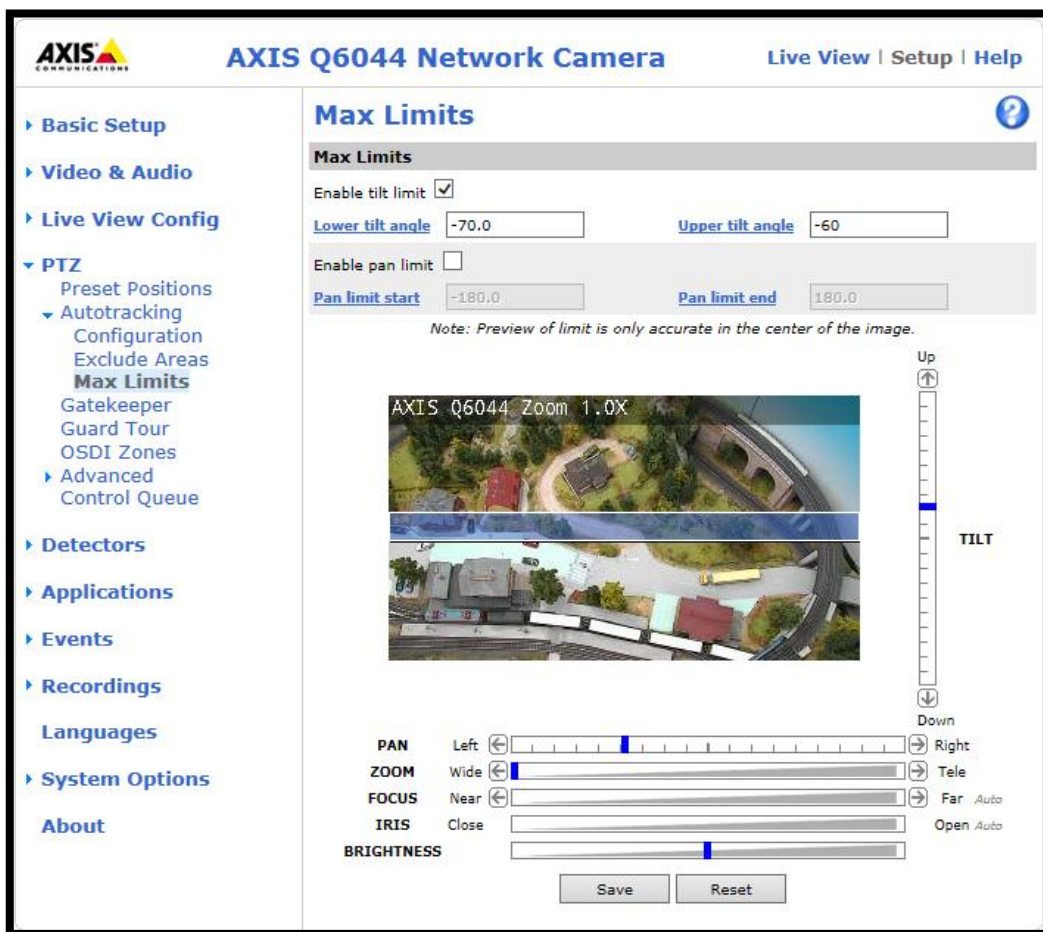 AXIS
COMMUNICATIONS
AXIS Q6044 Network Camera
Live View | Setup | Help
Basic Setup
Video & Audio
Live View Config
PTZ
Preset Positions
Autotracking
Configuration
Exclude Areas
Max Limits
Gatekeeper
Guard Tour
OSDI Zones
Advanced
Control Queue
Detectors
Applications
Events
Recordings
Languages
System Options
About
Max Limits
?
Max Limits
Enable tilt limit
Lower tilt angle -70.0 Upper tilt angle -60
Enable pan limit
Pan limit start -180.0 Pan limit end 180.0
Note: Preview of limit is only accurate in the center of the image.
Up
AXIS Q6044 Zoom 1.0X
TILT
Down
PAN Left Right
ZOOM Wide Tele
FOCUS Near Far Auto
IRIS Close Open Auto
BRIGHTNESS
Save Reset